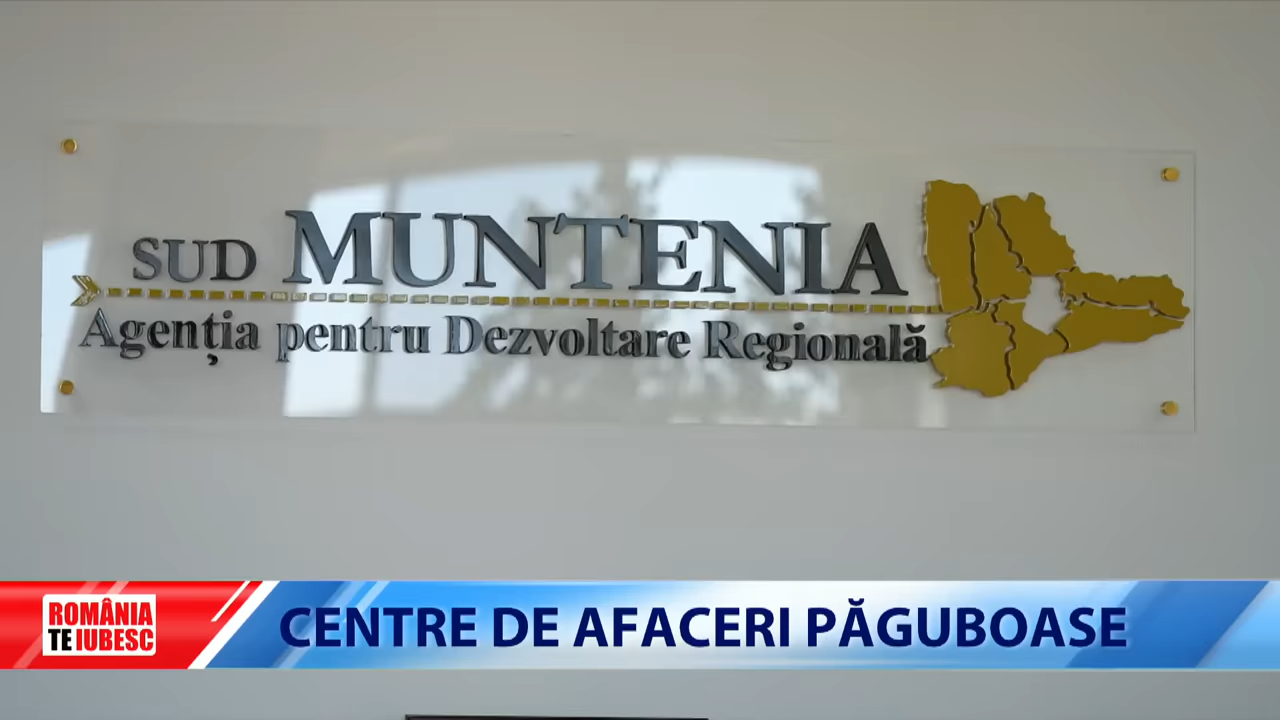 SUD MUNTENIA
Agenția pentru Dezvoltare Regională
ROMÂNIA
TE IUBESC
CENTRE DE AFACERI PĂGUBOASE